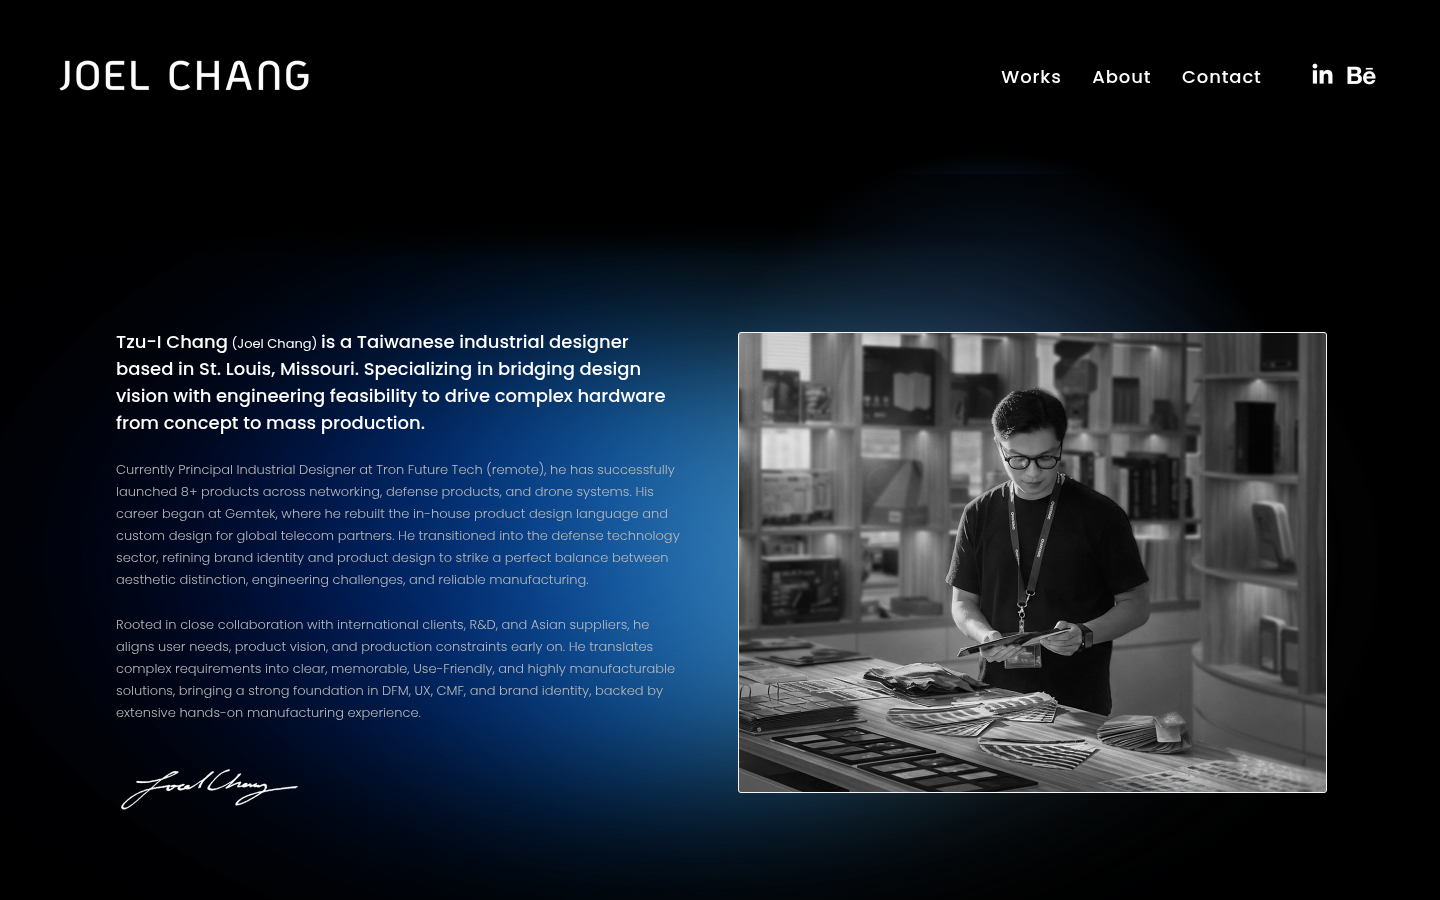 JOEL CHANG
Works About Contact in Bē
Tzu-I Chang (Joel Chang) is a Taiwanese industrial designer
based in St. Louis, Missouri. Specializing in bridging design
vision with engineering feasibility to drive complex hardware
from concept to mass production.
Currently Principal Industrial Designer at Tron Future Tech (remote), he has successfully
launched 8+ products across networking, defense products, and drone systems. His
career began at Gemtek, where he rebuilt the in-house product design language and
custom design for global telecom partners. He transitioned into the defense technology
sector, refining brand identity and product design to strike a perfect balance between
aesthetic distinction, engineering challenges, and reliable manufacturing.
Rooted in close collaboration with international clients, R&D, and Asian suppliers, he
aligns user needs, product vision, and production constraints early on. He translates
complex requirements into clear, memorable, Use-Friendly, and highly manufacturable
solutions, bringing a strong foundation in DFM, UX, CMF, and brand identity, backed by
extensive hands-on manufacturing experience.
Joel Chang